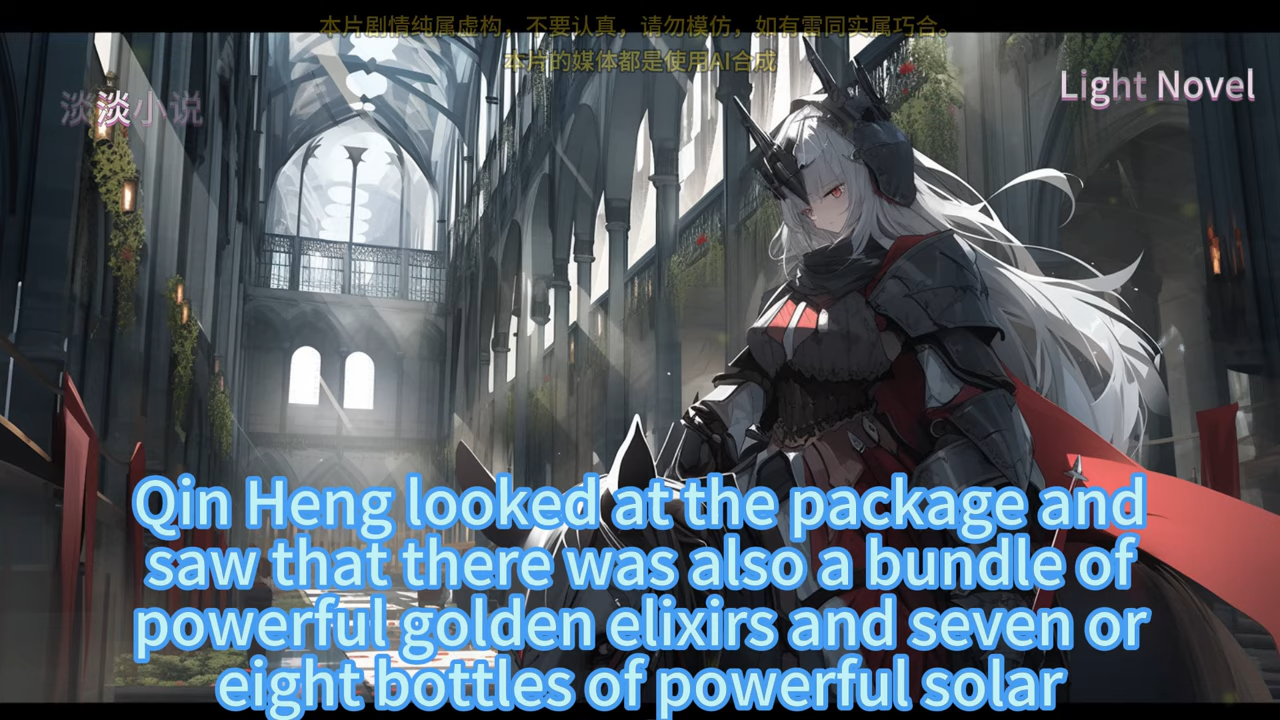 本片剧情纯属虚构，不要认真，请勿模仿，如有雷同实属巧合。
本片的媒体都是使用AI合成
淡淡小说
Light Novel
Qin Heng looked at the package and
saw that there was also a bundle of
powerful golden elixirs and seven or
eight bottles of powerful solar